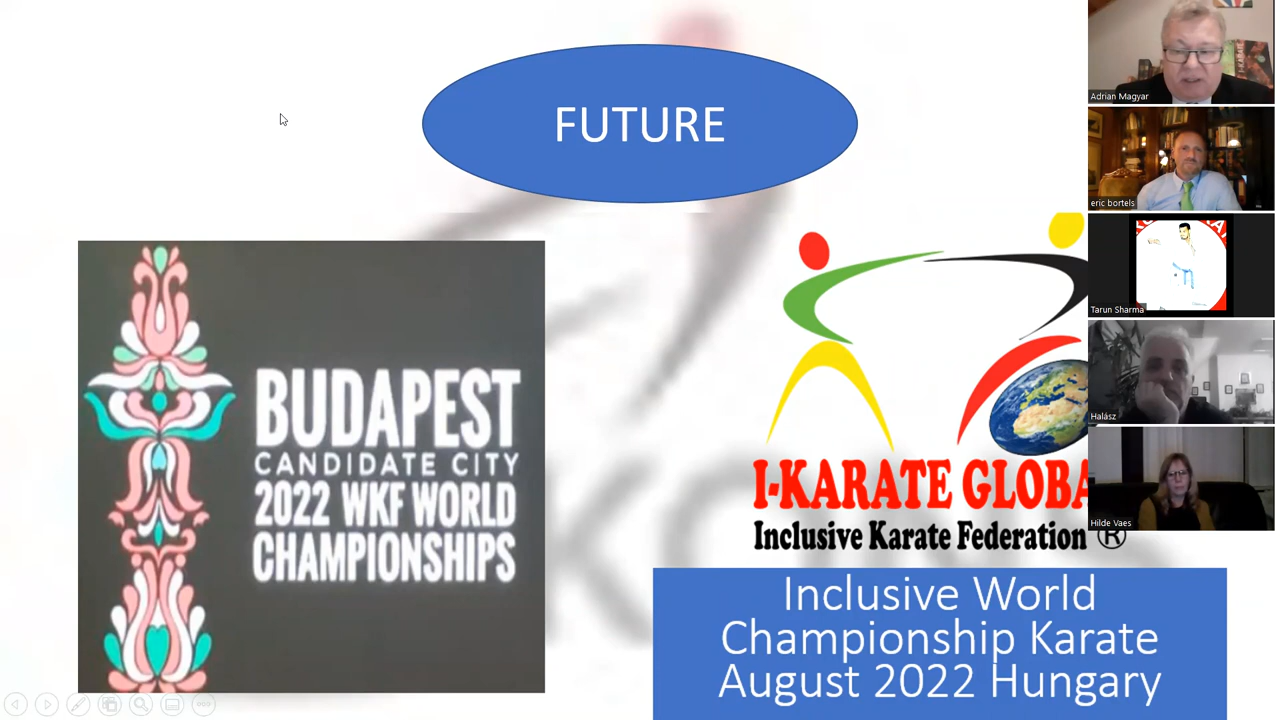 FUTURE
BUDAPEST
CANDIDATE CITY
2022 WKF WORLD
CHAMPIONSHIPS
I-KARATE GLOBA
Inclusive Karate Federation ®
Inclusive World
Championship Karate
August 2022 Hungary
Adrian Magyar
I-KARATE
eric bortels
Tarun Sharma
Halász
Hilde Vaes